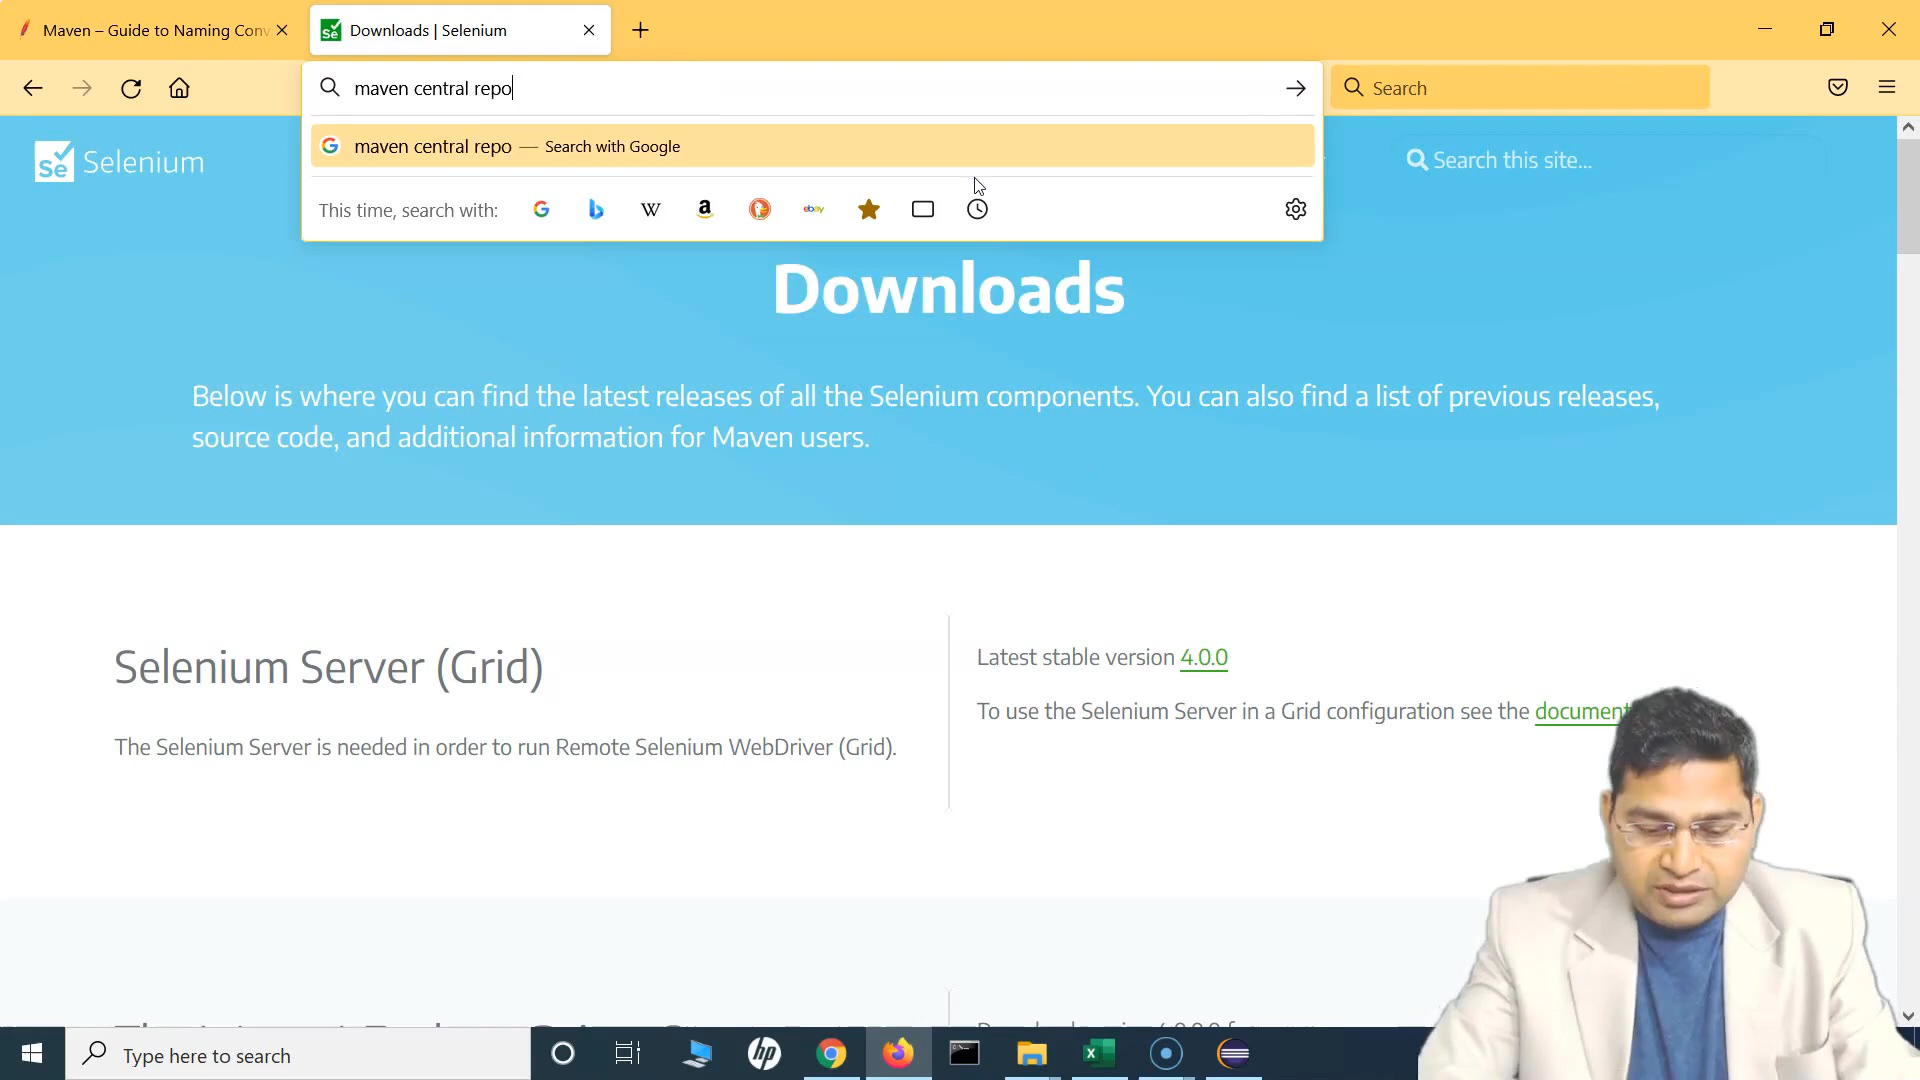 Maven – Guide to Naming Conv
Downloads | Selenium
maven central repo
Search
maven central repo — Search with Google
This time, search with:
Selenium
Search this site...
Downloads
Below is where you can find the latest releases of all the Selenium components. You can also find a list of previous releases,
source code, and additional information for Maven users.
Selenium Server (Grid)
The Selenium Server is needed in order to run Remote Selenium WebDriver (Grid).
Latest stable version 4.0.0
To use the Selenium Server in a Grid configuration see the document
Type here to search